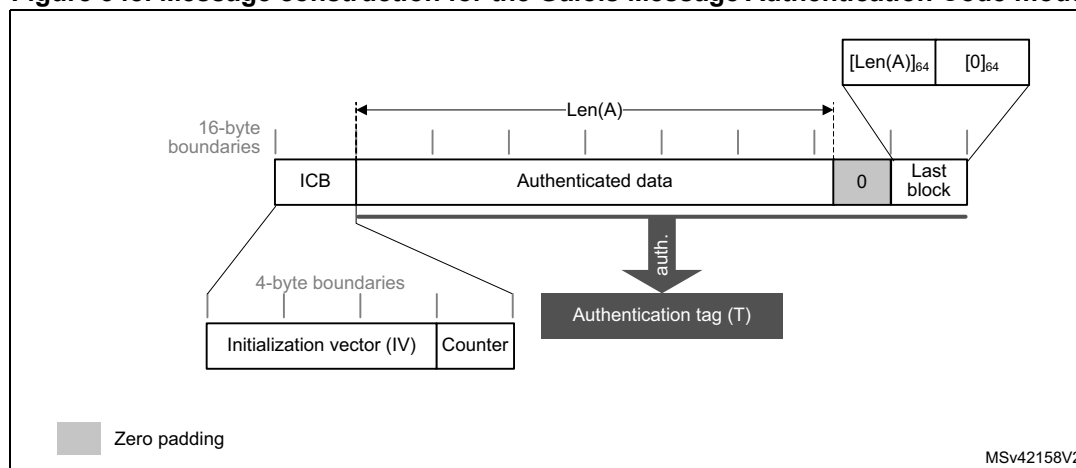 [Len(A)]64 [0]64
Len(A)
16-byte
boundaries
ICB
Authenticated data
0
Last
block
auth.
4-byte boundaries
Authentication tag (T)
Initialization vector (IV) Counter
Zero padding
MSv42158V2